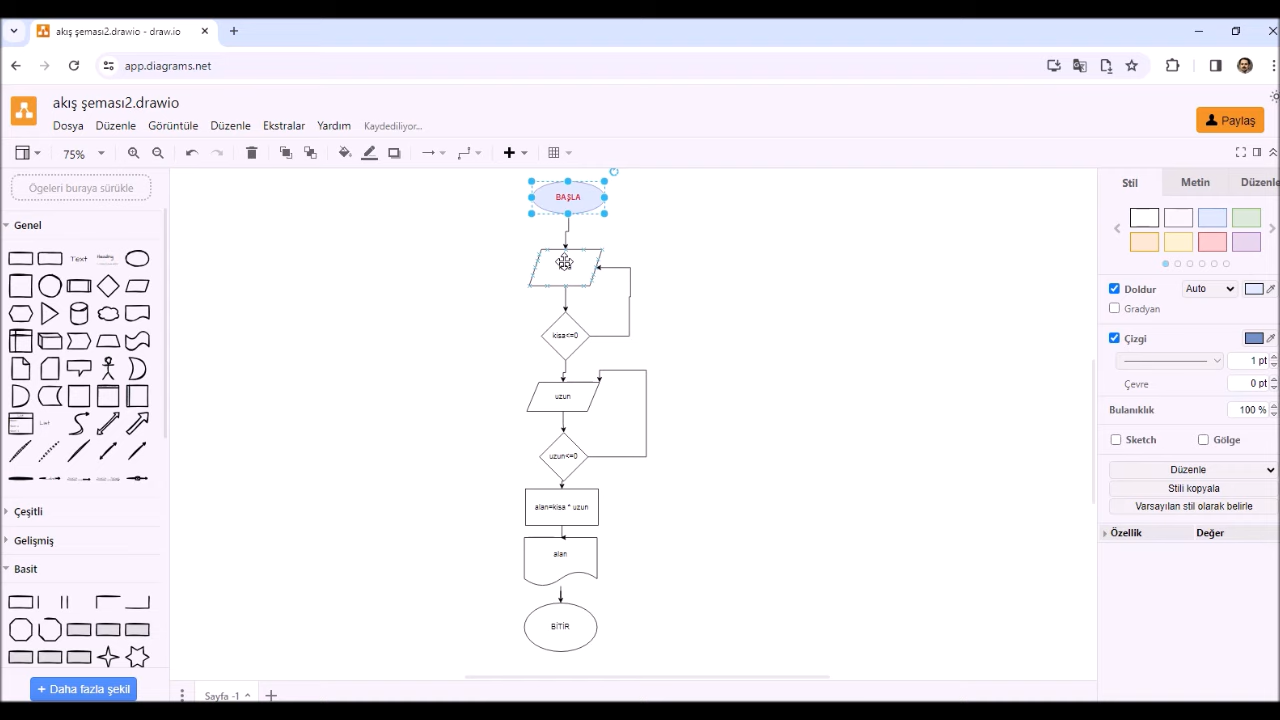 akış şeması2.drawio - draw.io
app.diagrams.net
akış şeması2.drawio
Dosya Düzenle Görüntüle Düzenle Ekstralar Yardım Kaydediliyor...
Paylaş
75%
Ögeleri buraya sürükle
Genel
Text
Heading
List
Çeşitli
Gelişmiş
Basit
+ Daha fazla şekil
BAŞLA
kisa<=0
uzun
uzun<=0
alan=kisa * uzun
alan
BİTİR
Sayfa -1
Stil Metin Düzenle
Doldur Auto
Gradyan
Çizgi
1 pt
Çevre 0 pt
Bulanıklık 100 %
Sketch Gölge
Düzenle
Stili kopyala
Varsayılan stil olarak belirle
Özellik Değer